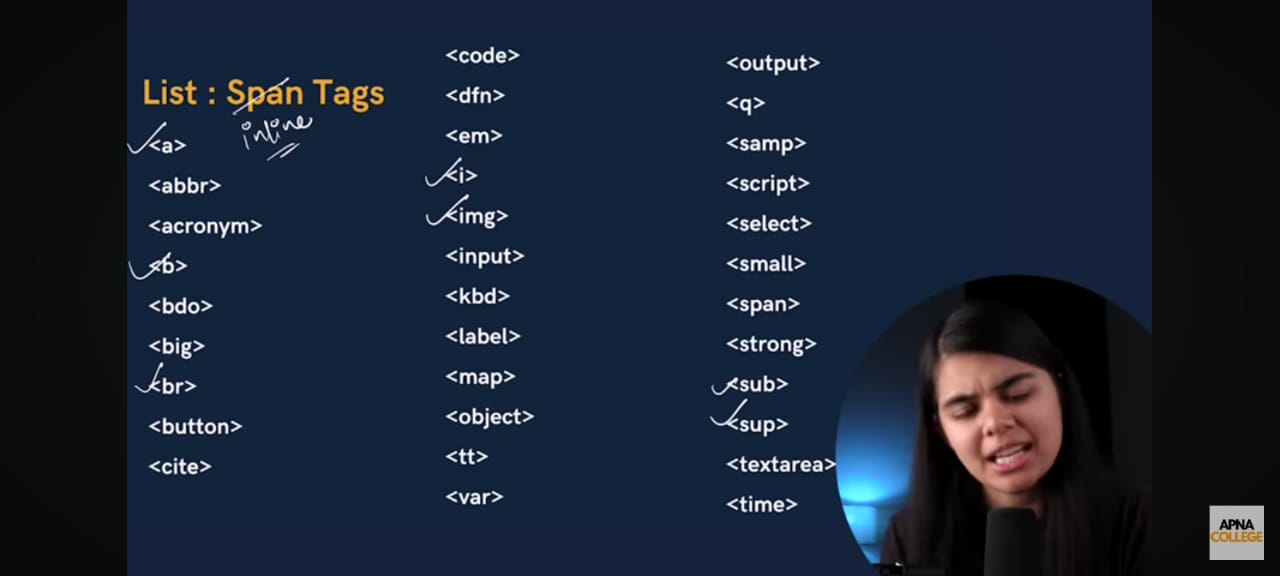 List : Span Tags
inline
<a>
<abbr>
<acronym>
<b>
<bdo>
<big>
<br>
<button>
<cite>
<code>
<dfn>
<em>
<i>
<img>
<input>
<kbd>
<label>
<map>
<object>
<tt>
<var>
<output>
<q>
<samp>
<script>
<select>
<small>
<span>
<strong>
<sub>
<sup>
<textarea>
<time>
APNA
COLLEGE